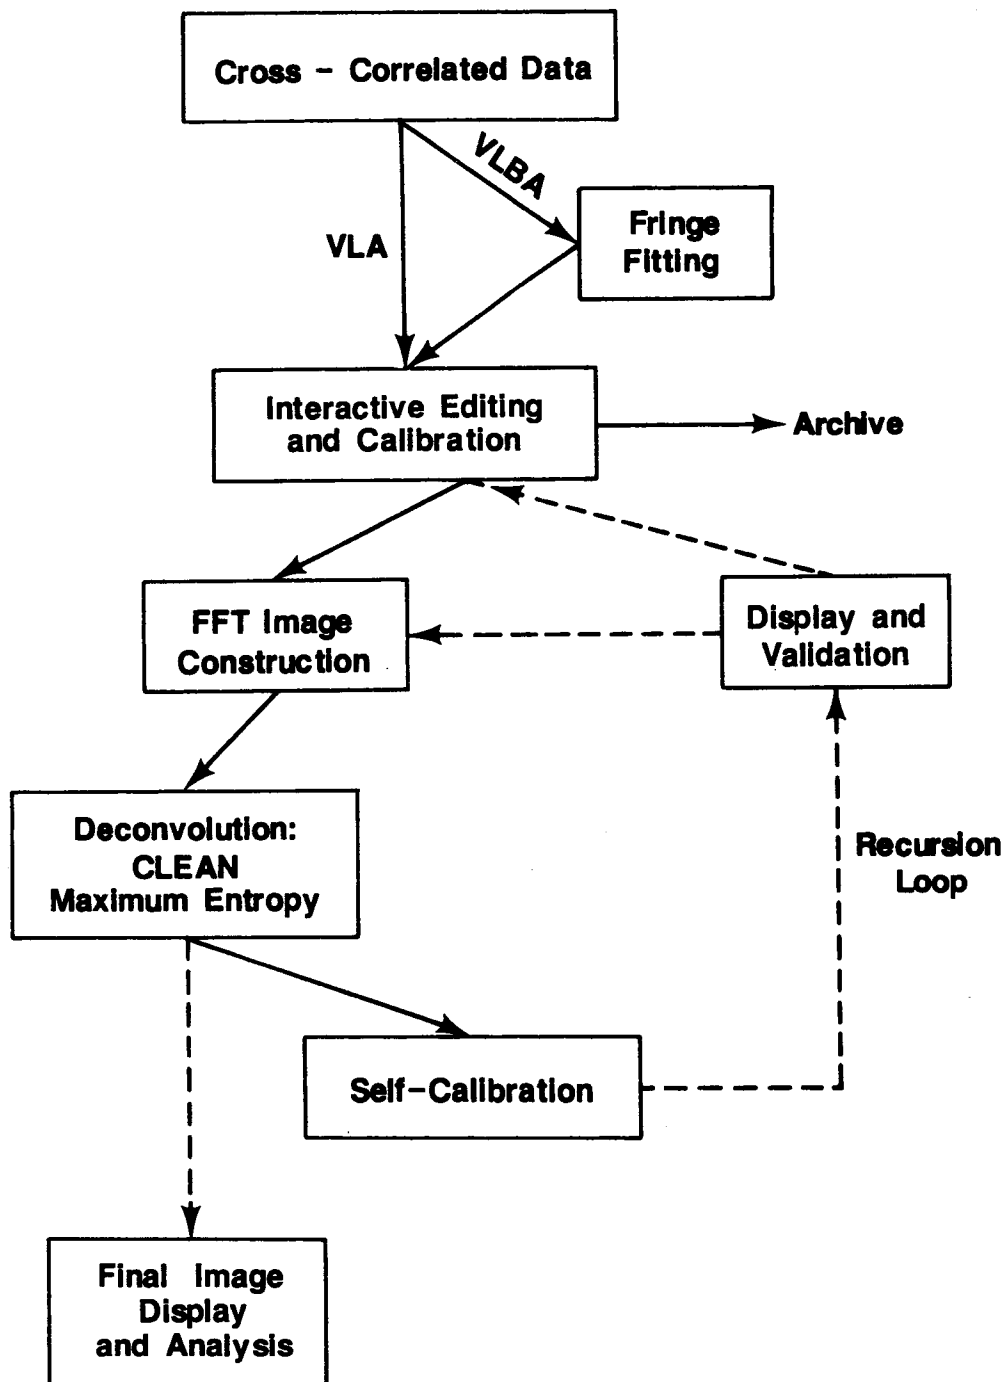 Cross - Correlated Data
VLBA
VLA
Fringe
Fitting
Interactive Editing
and Calibration
Archive
FFT Image
Construction
Display and
Validation
Deconvolution:
CLEAN
Maximum Entropy
Recursion
Loop
Self-Calibration
Final Image
Display
and Analysis